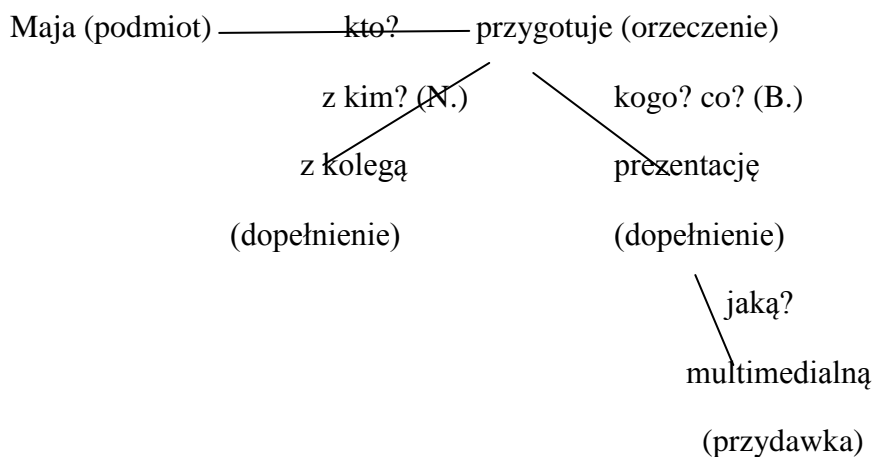 Maja (podmiot) kto? przygotuje (orzeczenie)
z kim? (N.) kogo? co? (B.)
z kolegą prezentację
(dopełnienie) (dopełnienie)
jaką?
multimedialną
(przydawka)